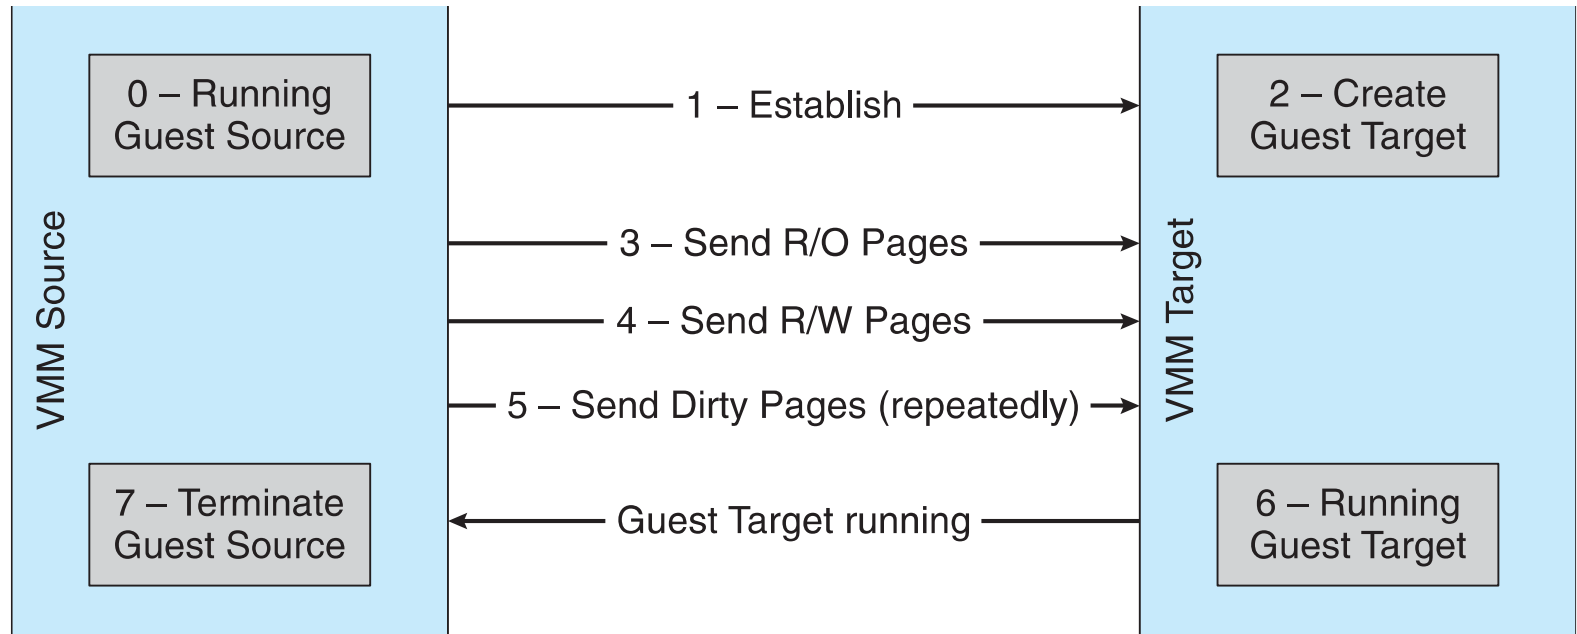 0 – Running
Guest Source
1 – Establish
2 – Create
Guest Target
VMM Source
3 – Send R/O Pages
4 – Send R/W Pages
5 – Send Dirty Pages (repeatedly)
VMM Target
7 – Terminate
Guest Source
Guest Target running
6 – Running
Guest Target